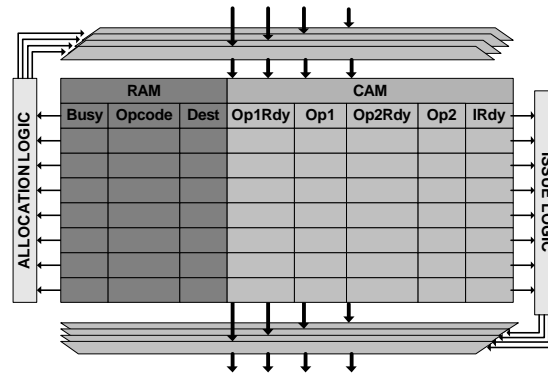 RAM CAM
Busy Opcode Dest Op1Rdy Op1 Op2Rdy Op2 IRdy
ALLOCATION LOGIC
ISSUE LOGIC